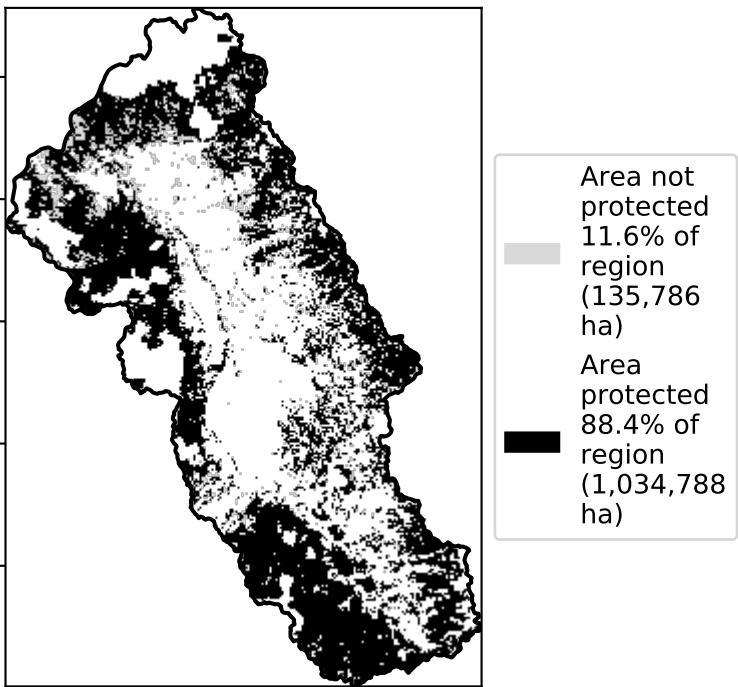 Area not
protected
11.6% of
region
(135,786
ha)
Area
protected
88.4% of
region
(1,034,788
ha)